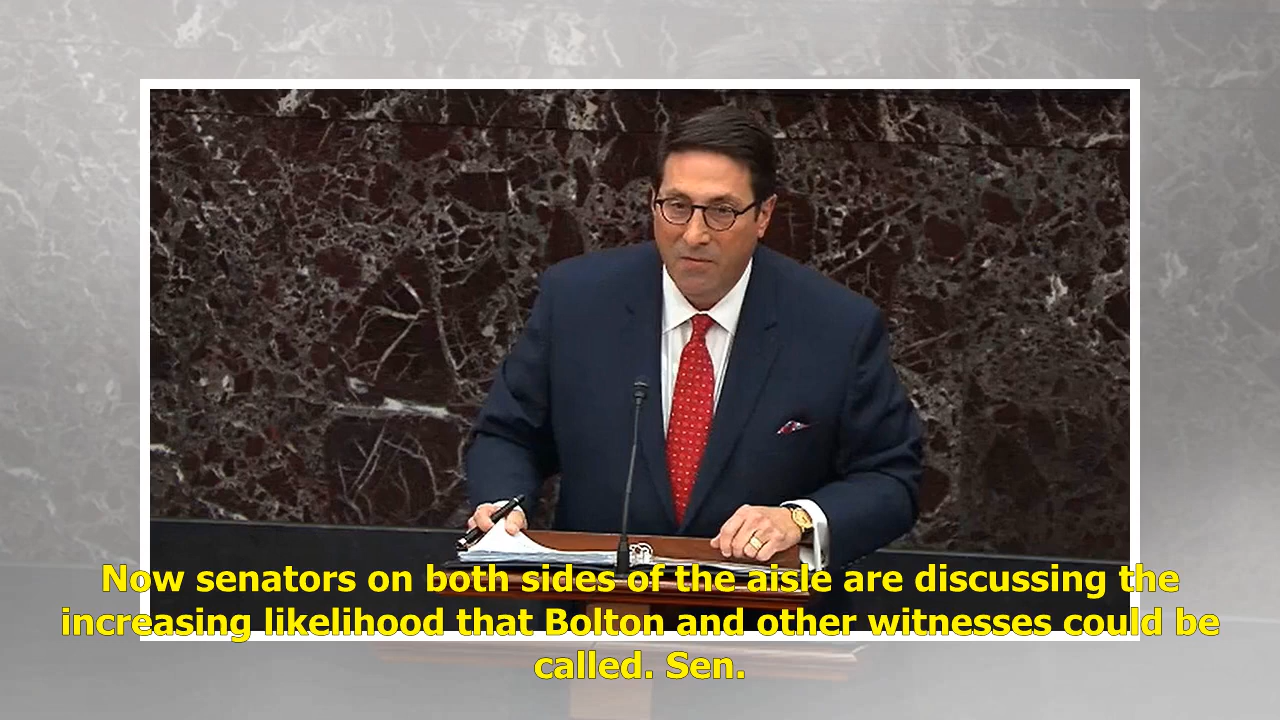 Now senators on both sides of the aisle are discussing the
increasing likelihood that Bolton and other witnesses could be
called. Sen.